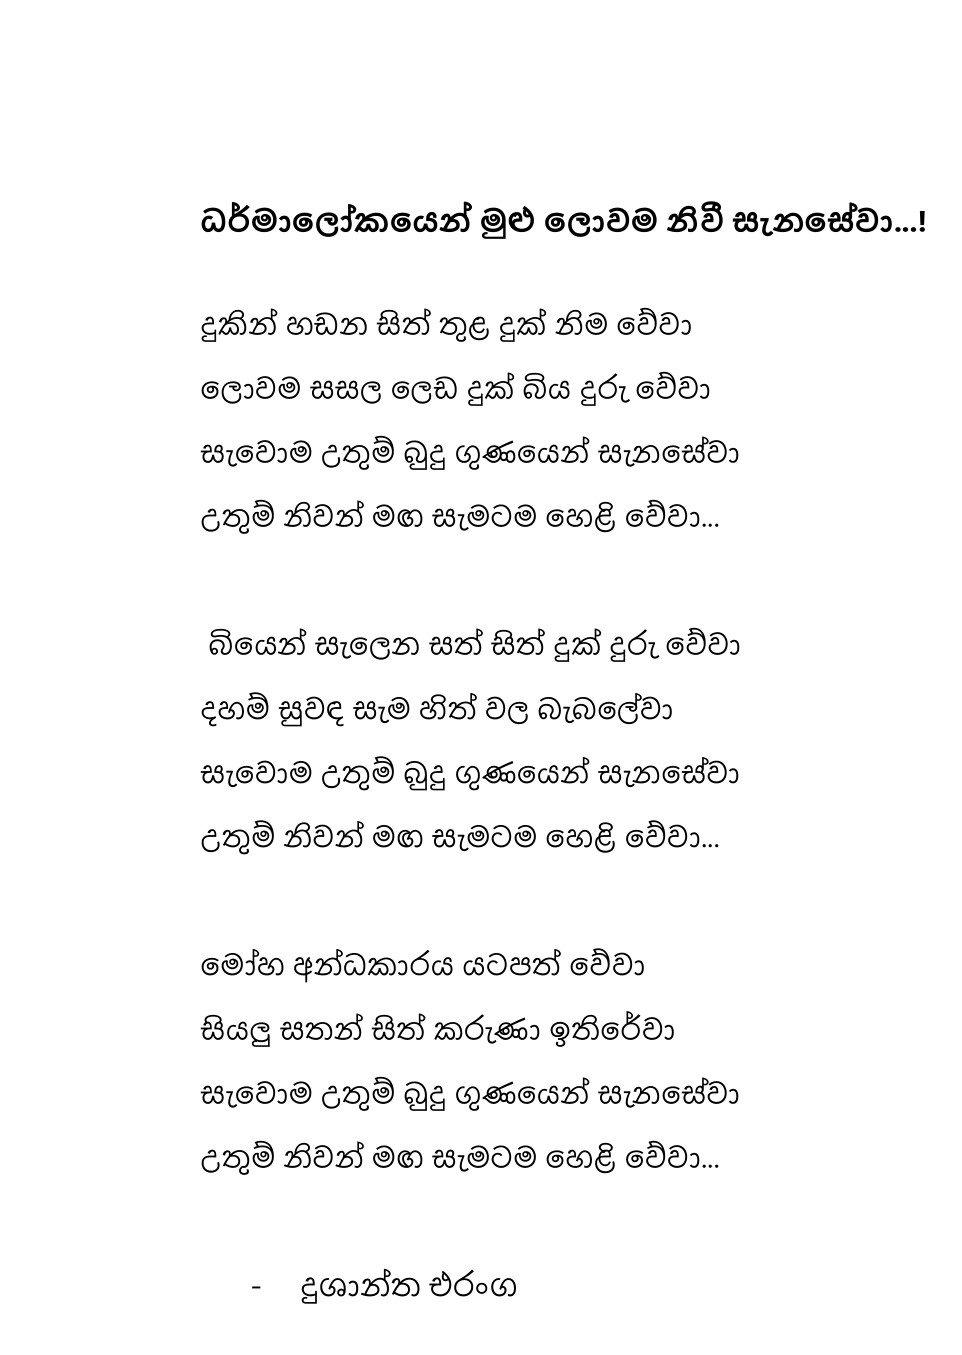 ධර්මාලෝකයෙන් මුළු ලොවම නිවී සැනසේවා...!
දුකින් හඩන සිත් තුළ දුක් නිම වේවා
ලොවම සසල ලෙඩ දුක් බිය දුරු වේවා
සැවොම උතුම් බුදු ගුණයෙන් සැනසේවා
උතුම් නිවන් මඟ සැමටම හෙළි වේවා...
බියෙන් සැලෙන සත් සිත් දුක් දුරු වේවා
දහම් සුවඳ සැම හිත් වල බැබලේවා
සැවොම උතුම් බුදු ගුණයෙන් සැනසේවා
උතුම් නිවන් මඟ සැමටම හෙළි වේවා...
මෝහ අන්ධකාරය යටපත් වේවා
සියලු සතන් සිත් කරුණා ඉතිරේවා
සැවොම උතුම් බුදු ගුණයෙන් සැනසේවා
උතුම් නිවන් මඟ සැමටම හෙළි වේවා...
- දුශාන්ත එරංග